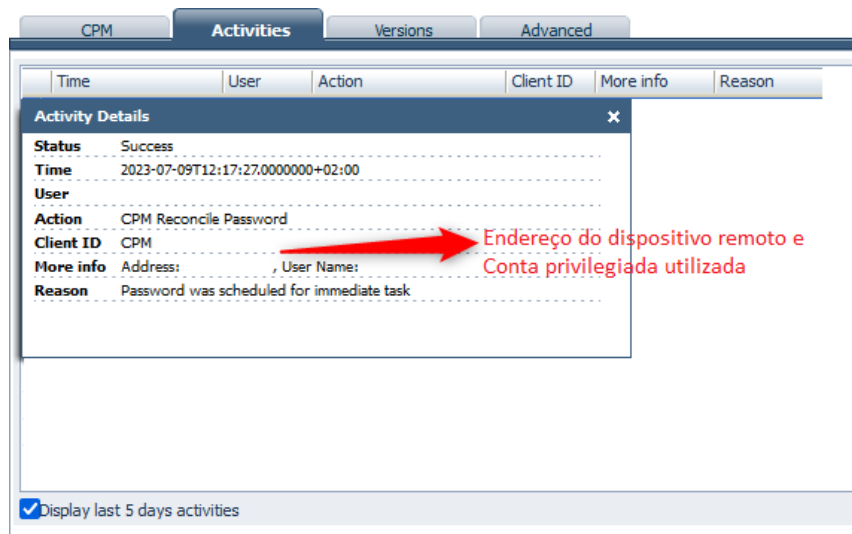 CPM Activities Versions Advanced
Time User Action Client ID More info Reason
Activity Details
Status Success
Time 2023-07-09T12:17:27.0000000+02:00
User
Action CPM Reconcile Password
Client ID CPM
More info Address: , User Name:
Reason Password was scheduled for immediate task
Endereço do dispositivo remoto e
Conta privilegiada utilizada
Display last 5 days activities